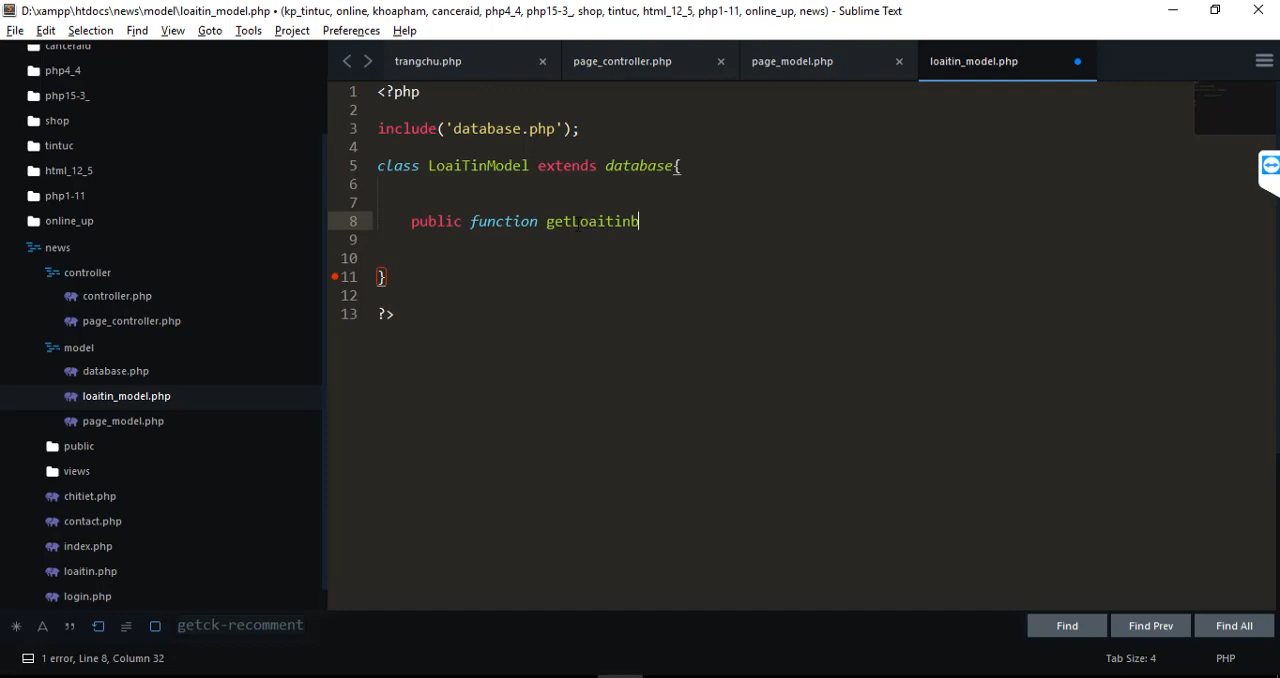 D:\xampp\htdocs\news\model\loaitin_model.php • (kp_tintuc, online, khoapham, canceraid, php4_4, php15-3_, shop, tintuc, html_12_5, php1-11, online_up, news) - Sublime Text
File Edit Selection Find View Goto Tools Project Preferences Help
canceraid
php4_4
php15-3_
shop
tintuc
html_12_5
php1-11
online_up
news
controller
controller.php
page_controller.php
model
database.php
loaitin_model.php
page_model.php
public
views
chitiet.php
contact.php
index.php
loaitin.php
login.php
trangchu.php page_controller.php page_model.php loaitin_model.php
1 <?php
2
3 include('database.php');
4
5 class LoaiTinModel extends database{
6
7
8 public function getLoaitinb
9
10
11 }
12
13 ?>
getck-recomment Find Find Prev Find All
1 error, Line 8, Column 32 Tab Size: 4 PHP